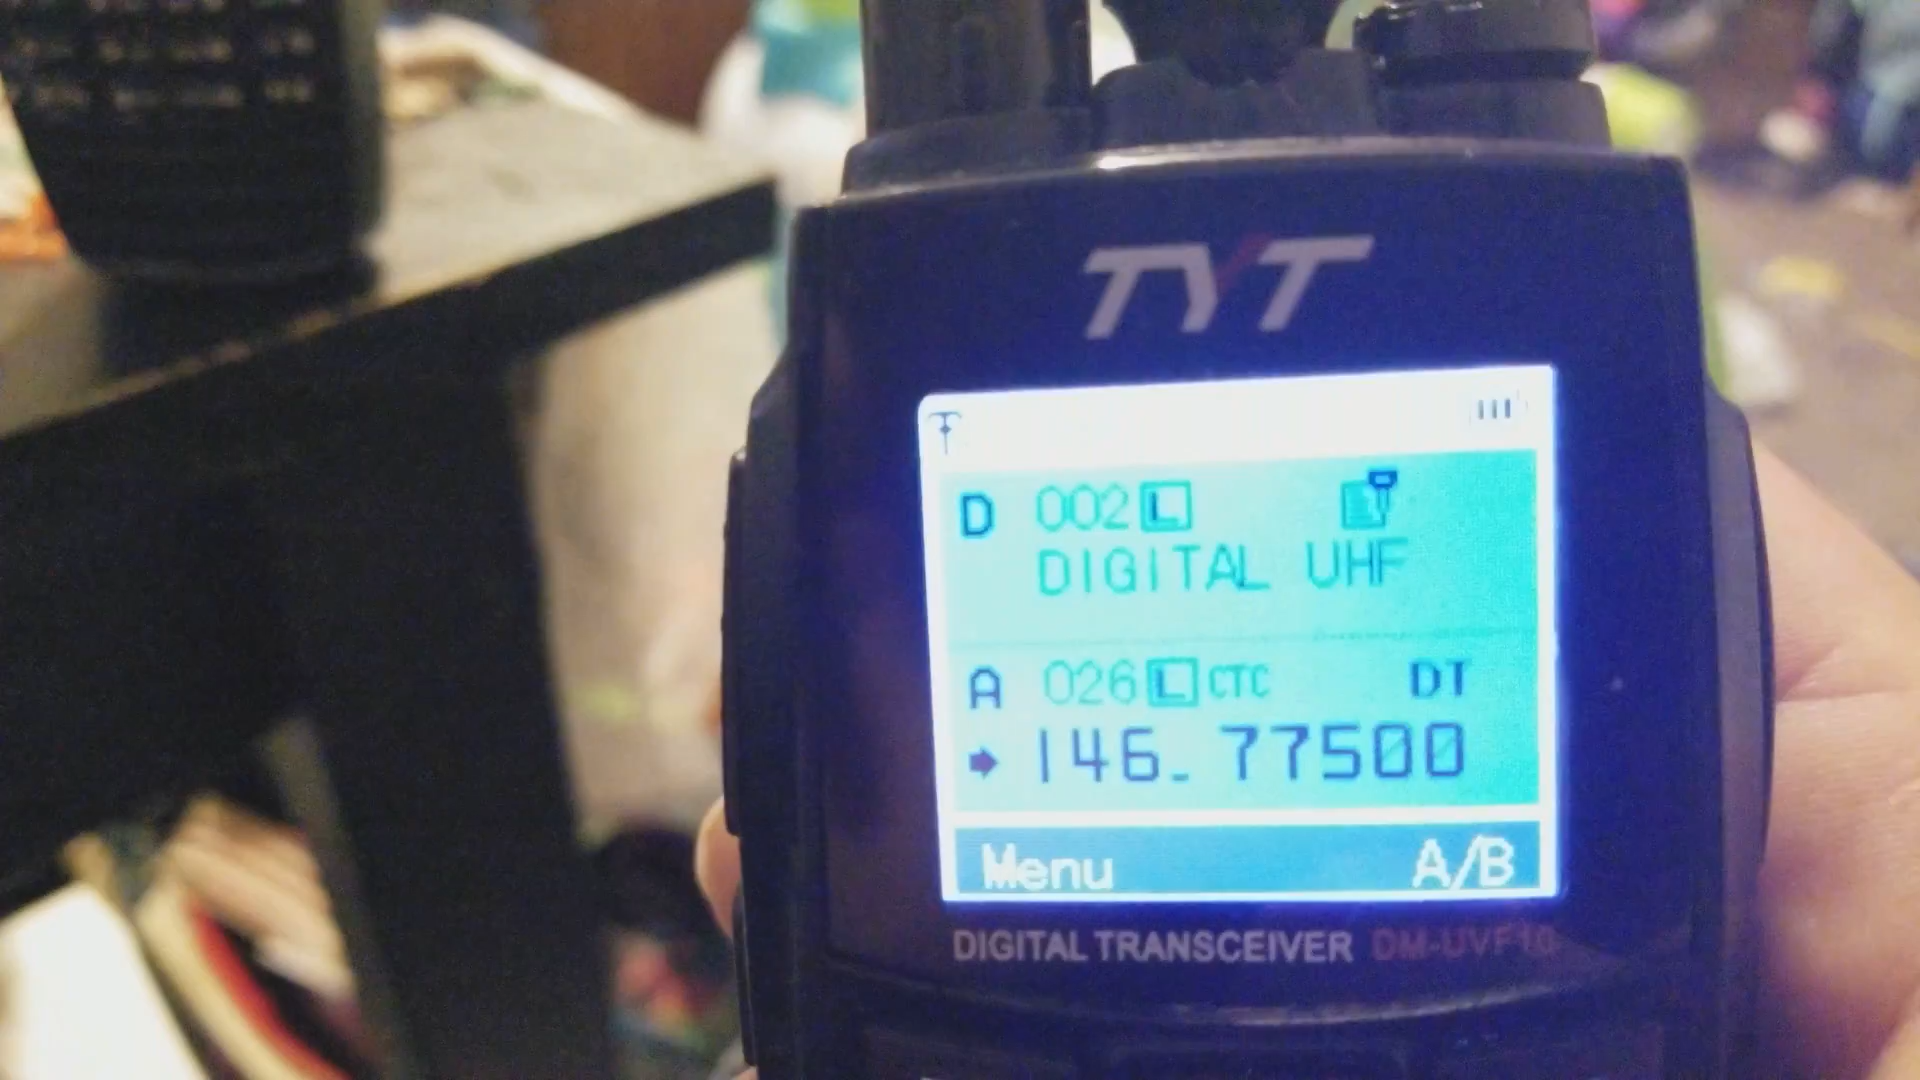 TYT
D 002 L
DIGITAL UHF
A 026 L CTC DT
146.77500
Menu A/B
DIGITAL TRANSCEIVER DM-UVF10